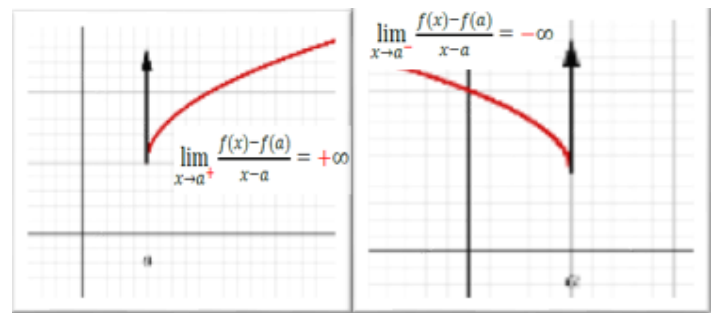 lim f(x)−f(a) / x−a = +∞
x→a⁺
a
lim f(x)−f(a) / x−a = −∞
x→a⁻
a